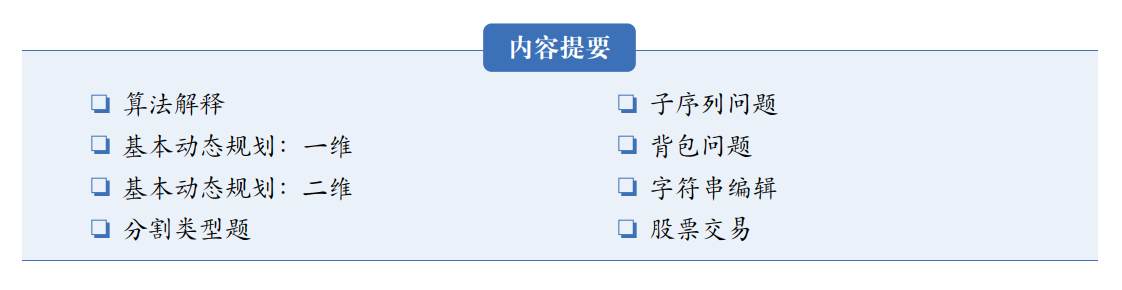 内容提要
算法解释
基本动态规划：一维
基本动态规划：二维
分割类型题
子序列问题
背包问题
字符串编辑
股票交易